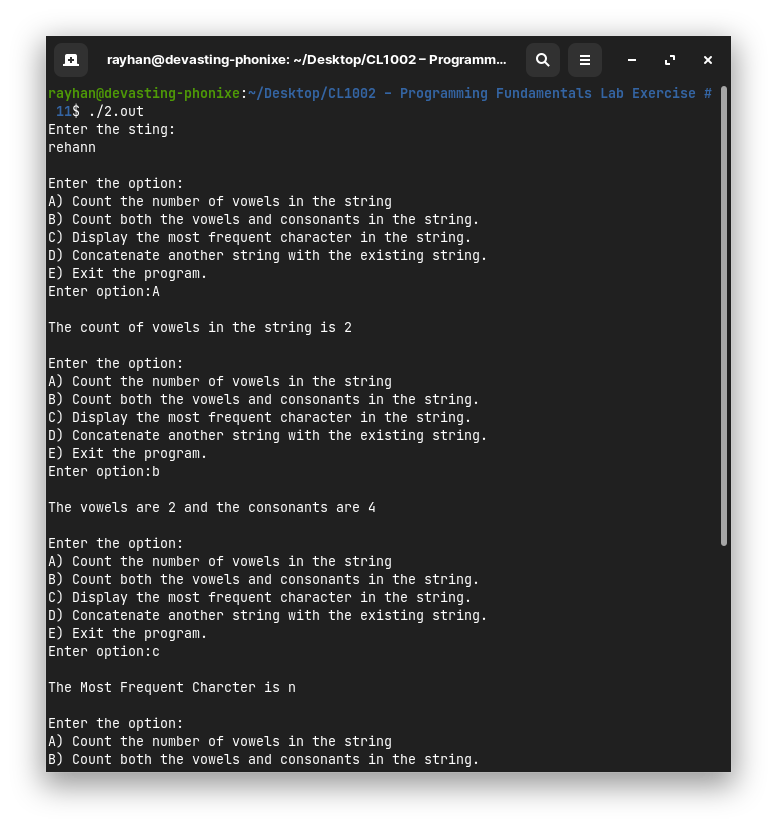 rayhan@devasting-phonixe: ~/Desktop/CL1002 – Programm...
rayhan@devasting-phonixe:~/Desktop/CL1002 – Programming Fundamentals Lab Exercise #
 11$ ./2.out
Enter the sting:
rehann

Enter the option:
A) Count the number of vowels in the string
B) Count both the vowels and consonants in the string.
C) Display the most frequent character in the string.
D) Concatenate another string with the existing string.
E) Exit the program.
Enter option:A

The count of vowels in the string is 2

Enter the option:
A) Count the number of vowels in the string
B) Count both the vowels and consonants in the string.
C) Display the most frequent character in the string.
D) Concatenate another string with the existing string.
E) Exit the program.
Enter option:b

The vowels are 2 and the consonants are 4

Enter the option:
A) Count the number of vowels in the string
B) Count both the vowels and consonants in the string.
C) Display the most frequent character in the string.
D) Concatenate another string with the existing string.
E) Exit the program.
Enter option:c

The Most Frequent Charcter is n

Enter the option:
A) Count the number of vowels in the string
B) Count both the vowels and consonants in the string.